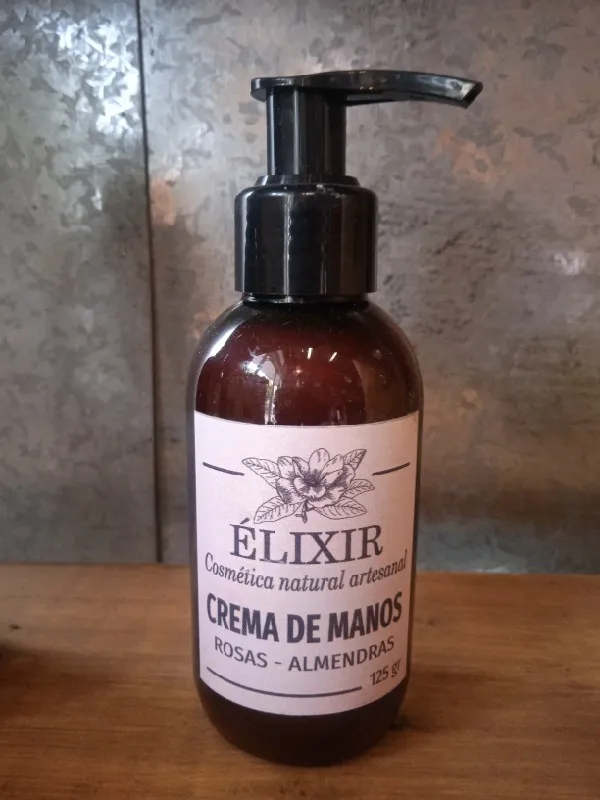 ÉLIXIR
Cosmética natural artesanal
CREMA DE MANOS
ROSAS - ALMENDRAS
125 gr